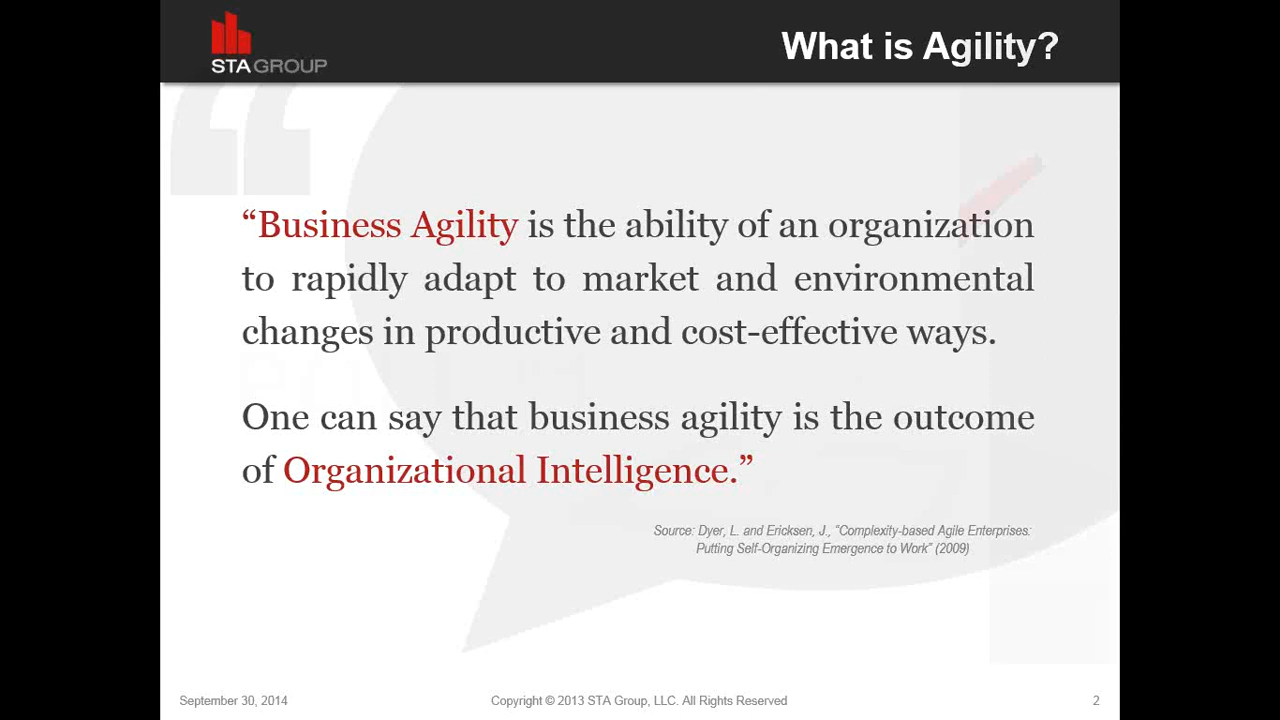 STA GROUP
What is Agility?
“Business Agility is the ability of an organization
to rapidly adapt to market and environmental
changes in productive and cost-effective ways.
One can say that business agility is the outcome
of Organizational Intelligence.”
Source: Dyer, L. and Ericksen, J., “Complexity-based Agile Enterprises:
Putting Self-Organizing Emergence to Work” (2009)
September 30, 2014
Copyright © 2013 STA Group, LLC. All Rights Reserved
2